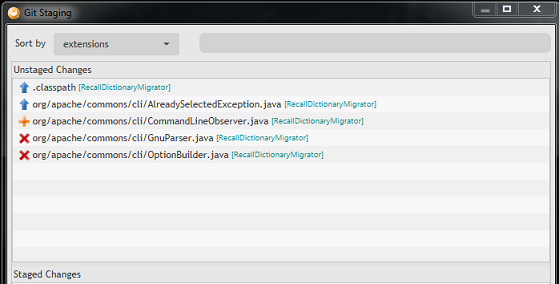 Git Staging
Sort by extensions
Unstaged Changes
.classpath [RecallDictionaryMigrator]
org/apache/commons/cli/AlreadySelectedException.java [RecallDictionaryMigrator]
org/apache/commons/cli/CommandLineObserver.java [RecallDictionaryMigrator]
org/apache/commons/cli/GnuParser.java [RecallDictionaryMigrator]
org/apache/commons/cli/OptionBuilder.java [RecallDictionaryMigrator]
Staged Changes